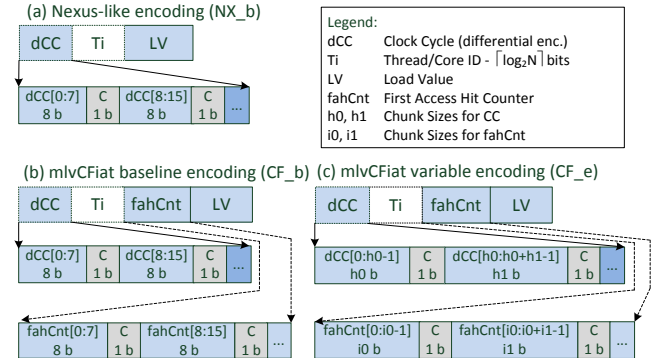 (a) Nexus-like encoding (NX_b)
dCC Ti LV
dCC[0:7] C dCC[8:15] C ...
8 b 1 b 8 b 1 b
Legend:
dCC Clock Cycle (differential enc.)
Ti Thread/Core ID - ⌈log₂N⌉ bits
LV Load Value
fahCnt First Access Hit Counter
h0, h1 Chunk Sizes for CC
i0, i1 Chunk Sizes for fahCnt
(b) mlvCFiat baseline encoding (CF_b)
dCC Ti fahCnt LV
dCC[0:7] C dCC[8:15] C ...
8 b 1 b 8 b 1 b
fahCnt[0:7] C fahCnt[8:15] C ...
8 b 1 b 8 b 1 b
(c) mlvCFiat variable encoding (CF_e)
dCC Ti fahCnt LV
dCC[0:h0-1] C dCC[h0:h0+h1-1] C ...
h0 b 1 b h1 b 1 b
fahCnt[0:i0-1] C fahCnt[i0:i0+i1-1] C ...
i0 b 1 b i1 b 1 b